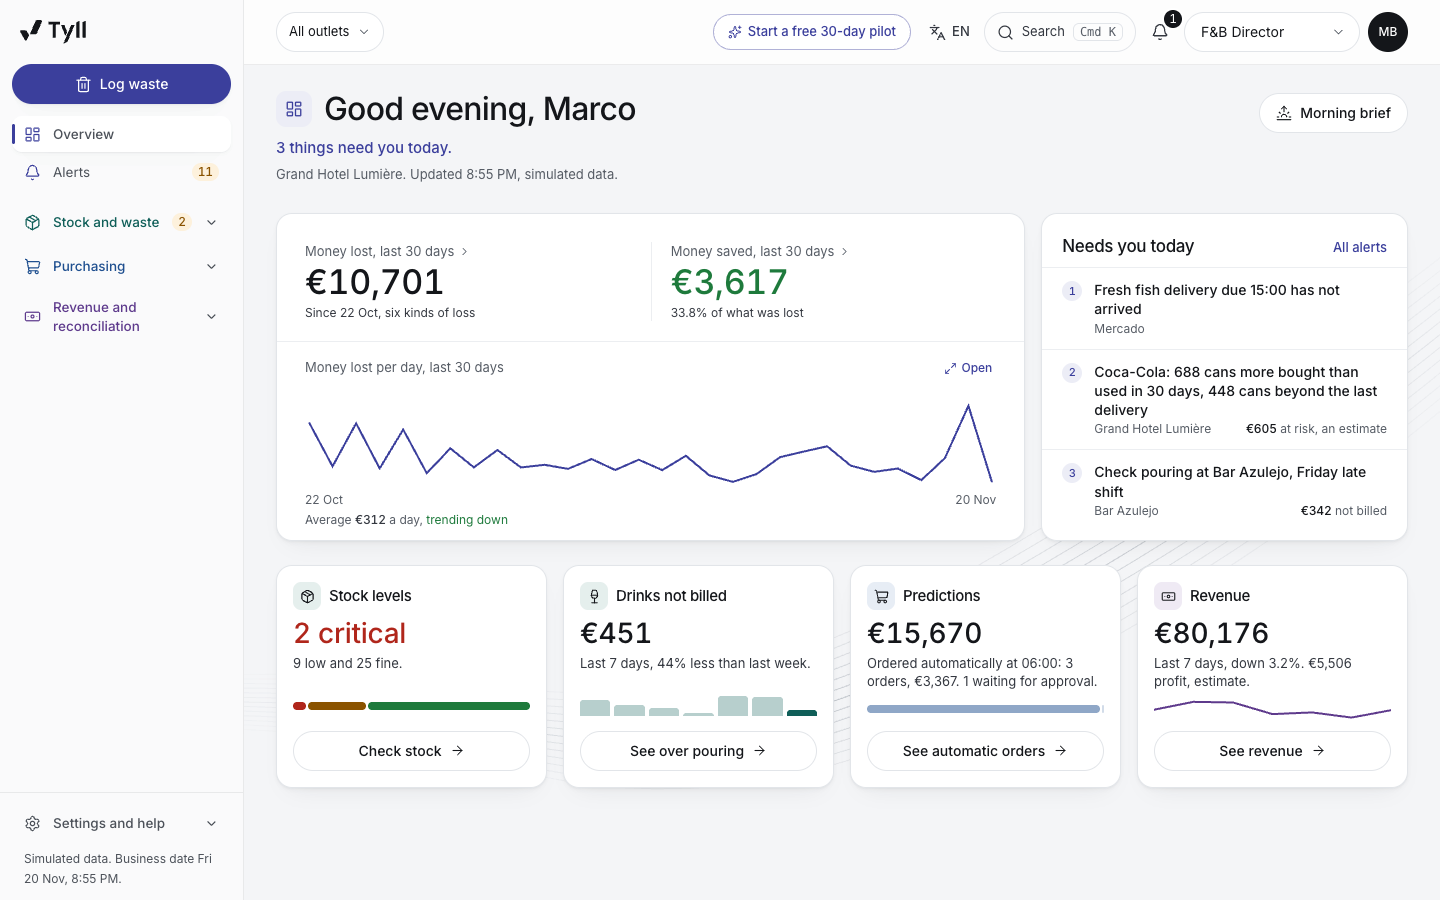 Tyll
Log waste
Overview
Alerts
11
Stock and waste
2
Purchasing
Revenue and
reconciliation
Settings and help
Simulated data. Business date Fri
20 Nov, 8:55 PM.
All outlets
Start a free 30-day pilot
EN
Search
Cmd K
1
F&B Director
MB
Good evening, Marco
3 things need you today.
Grand Hotel Lumière. Updated 8:55 PM, simulated data.
Morning brief
Money lost, last 30 days
€10,701
Since 22 Oct, six kinds of loss
Money saved, last 30 days
€3,617
33.8% of what was lost
Money lost per day, last 30 days
Open
22 Oct
20 Nov
Average €312 a day, trending down
Needs you today
All alerts
1
Fresh fish delivery due 15:00 has not
arrived
Mercado
2
Coca-Cola: 688 cans more bought than
used in 30 days, 448 cans beyond the last
delivery
Grand Hotel Lumière
€605 at risk, an estimate
3
Check pouring at Bar Azulejo, Friday late
shift
Bar Azulejo
€342 not billed
Stock levels
2 critical
9 low and 25 fine.
Check stock
Drinks not billed
€451
Last 7 days, 44% less than last week.
See over pouring
Predictions
€15,670
Ordered automatically at 06:00: 3
orders, €3,367. 1 waiting for approval.
See automatic orders
Revenue
€80,176
Last 7 days, down 3.2%. €5,506
profit, estimate.
See revenue